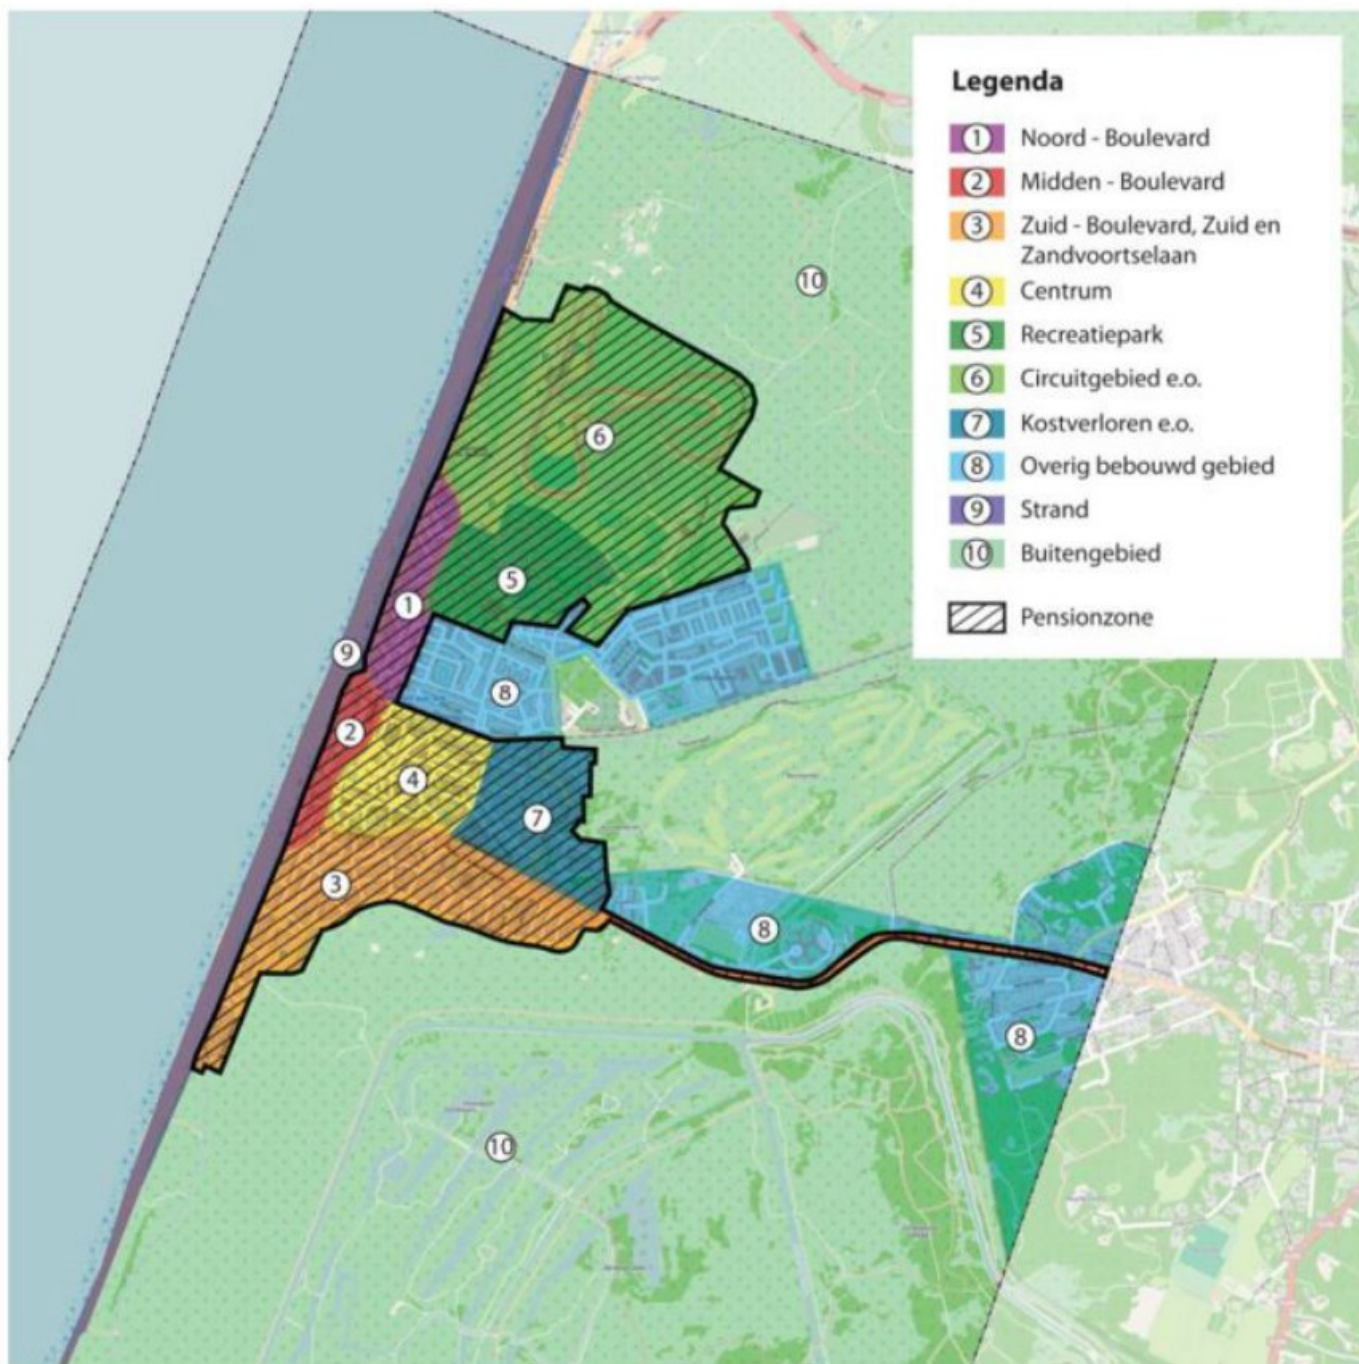 Legenda
1 Noord - Boulevard
2 Midden - Boulevard
3 Zuid - Boulevard, Zuid en
Zandvoortselaan
4 Centrum
5 Recreatiepark
6 Circuitgebied e.o.
7 Kostverloren e.o.
8 Overig bebouwd gebied
9 Strand
10 Buitengebied
Pensionzone
10
6
5
1
9
8
2
4
7
3
8
8
10